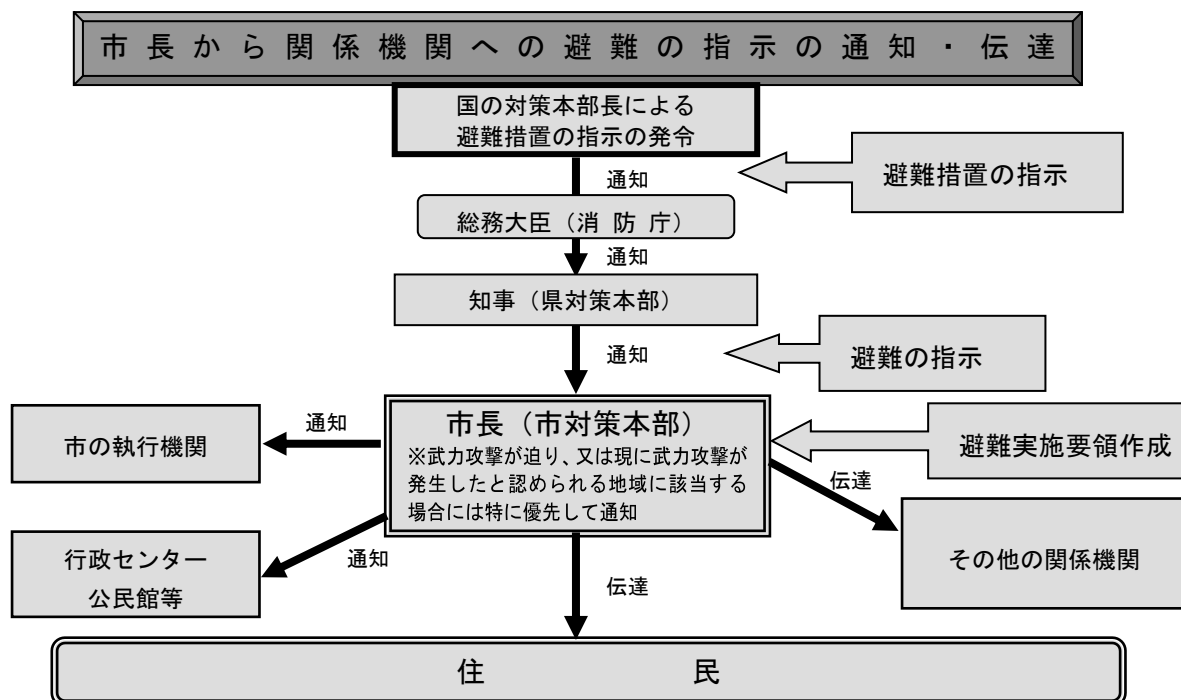 市長から関係機関への避難の指示の通知・伝達
国の対策本部長による
避難措置の指示の発令
通知
避難措置の指示
総務大臣（消 防 庁）
通知
知事（県対策本部）
通知
避難の指示
市長（市対策本部）
※武力攻撃が迫り、又は現に武力攻撃が
発生したと認められる地域に該当する
場合には特に優先して通知
通知
市の執行機関
避難実施要領作成
伝達
行政センター
公民館等
通知
その他の関係機関
伝達
住　民